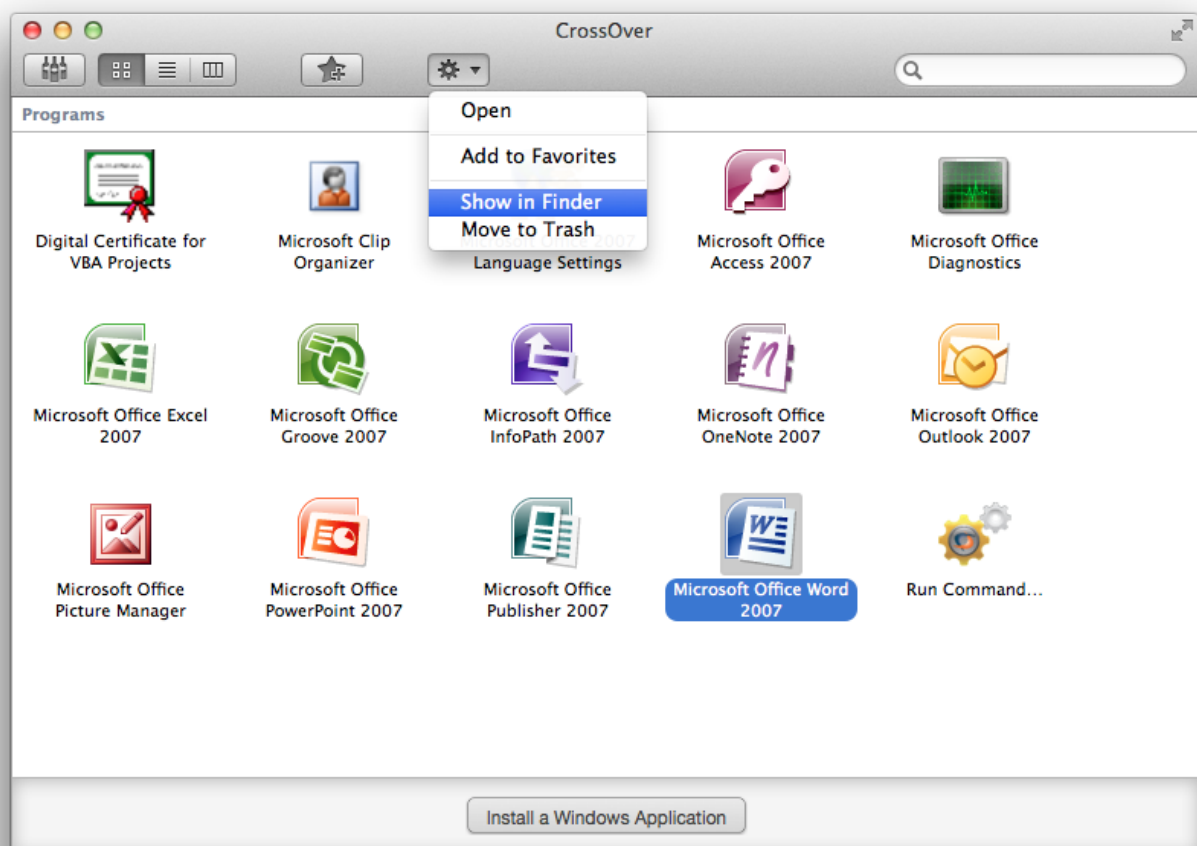 CrossOver
Programs
Open
Add to Favorites
Show in Finder
Move to Trash
Digital Certificate for
VBA Projects
Microsoft Clip
Organizer
Microsoft Office 2007
Language Settings
Microsoft Office
Access 2007
Microsoft Office
Diagnostics
Microsoft Office Excel
2007
Microsoft Office
Groove 2007
Microsoft Office
InfoPath 2007
Microsoft Office
OneNote 2007
Microsoft Office
Outlook 2007
Microsoft Office
Picture Manager
Microsoft Office
PowerPoint 2007
Microsoft Office
Publisher 2007
Microsoft Office Word
2007
Run Command...
Install a Windows Application